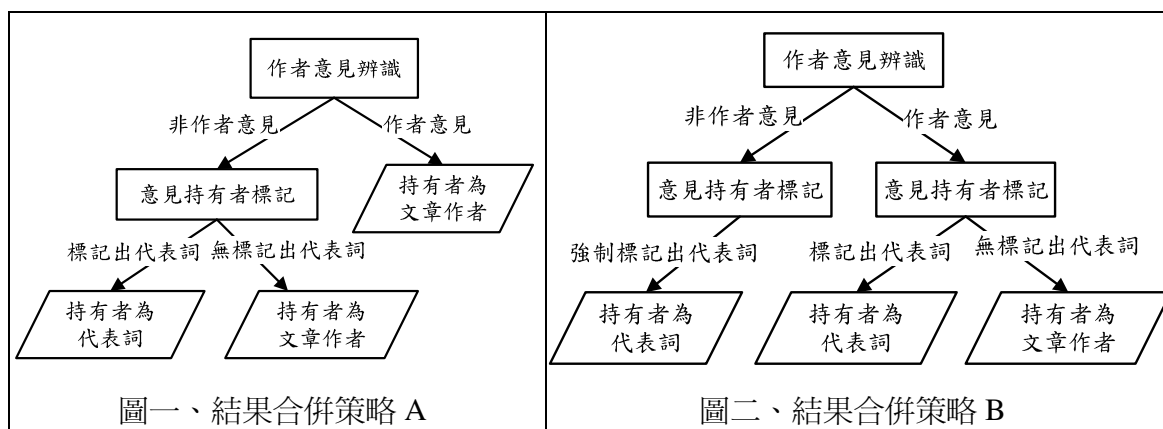 作者意見辨識
非作者意見
作者意見
意見持有者標記
持有者為
文章作者
標記出代表詞
無標記出代表詞
持有者為
代表詞
持有者為
文章作者
圖一、結果合併策略 A
作者意見辨識
非作者意見
作者意見
意見持有者標記
意見持有者標記
強制標記出代表詞
標記出代表詞
無標記出代表詞
持有者為
代表詞
持有者為
代表詞
持有者為
文章作者
圖二、結果合併策略 B